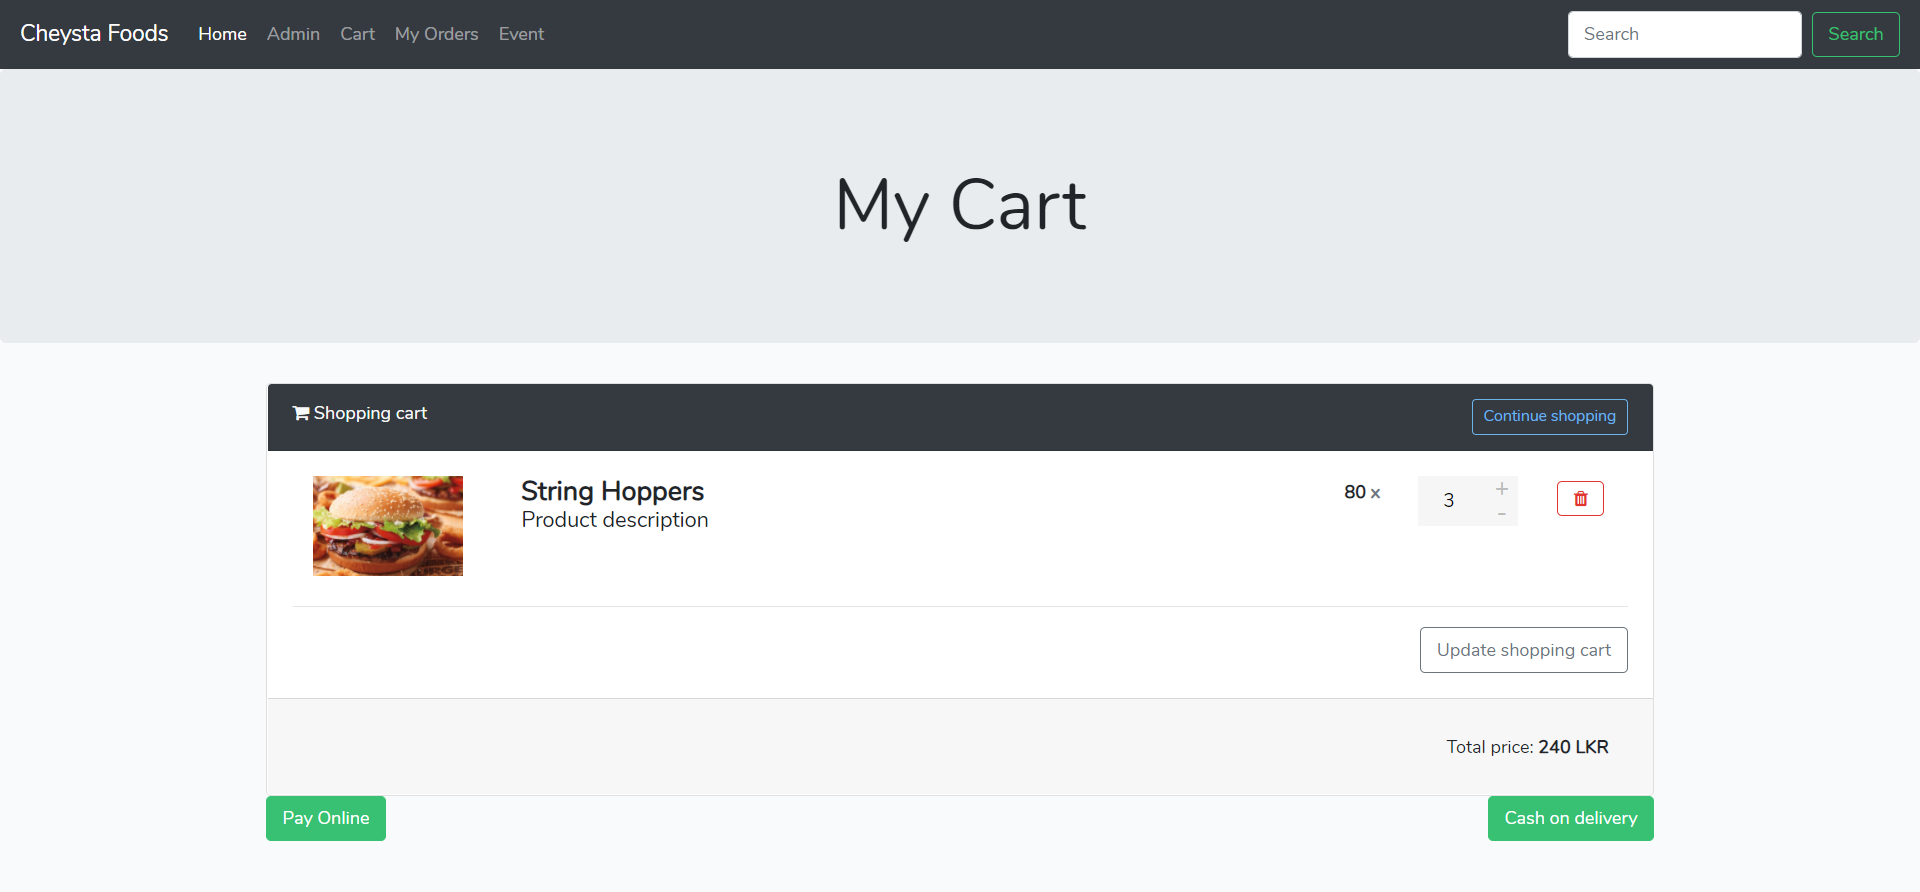 Cheysta Foods Home Admin Cart My Orders Event Search Search
My Cart
Shopping cart Continue shopping
String Hoppers 80 x 3 + -
Product description
Update shopping cart
Total price: 240 LKR
Pay Online Cash on delivery